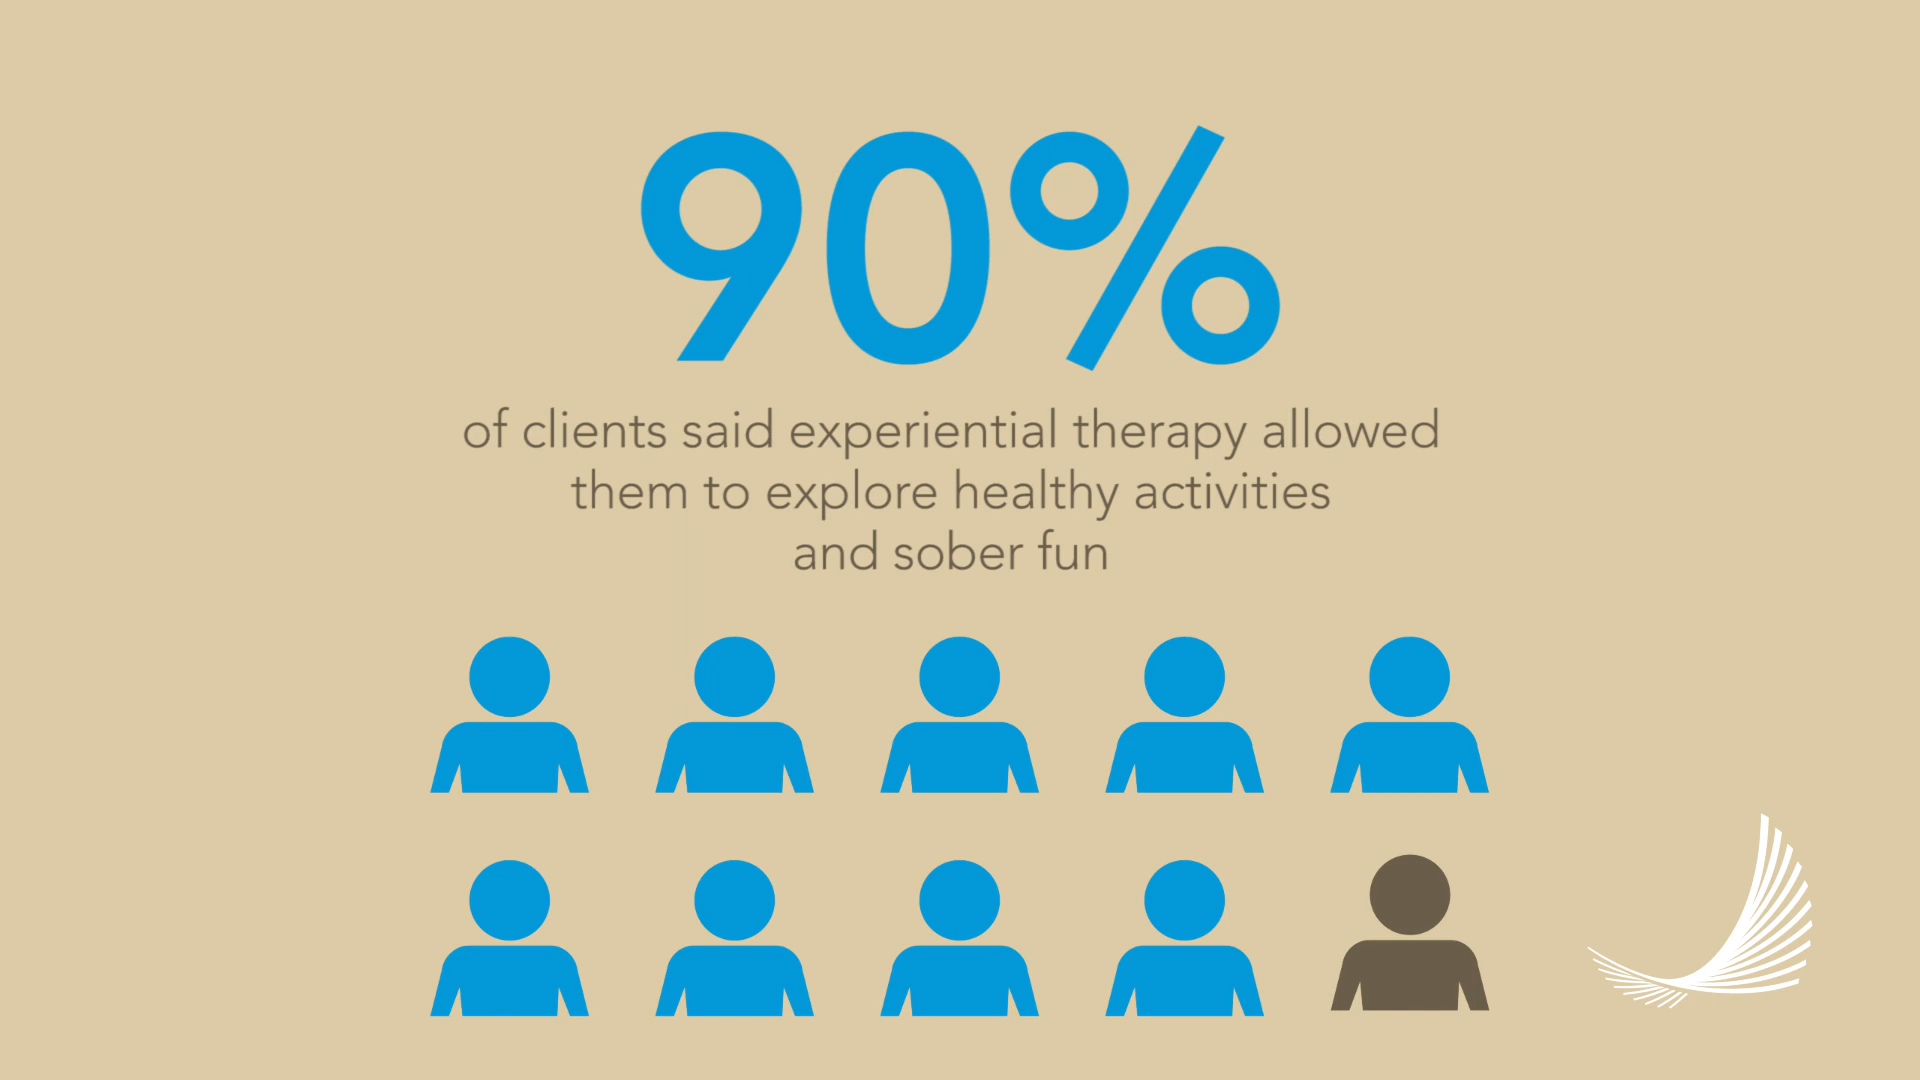 90%
of clients said experiential therapy allowed
them to explore healthy activities
and sober fun